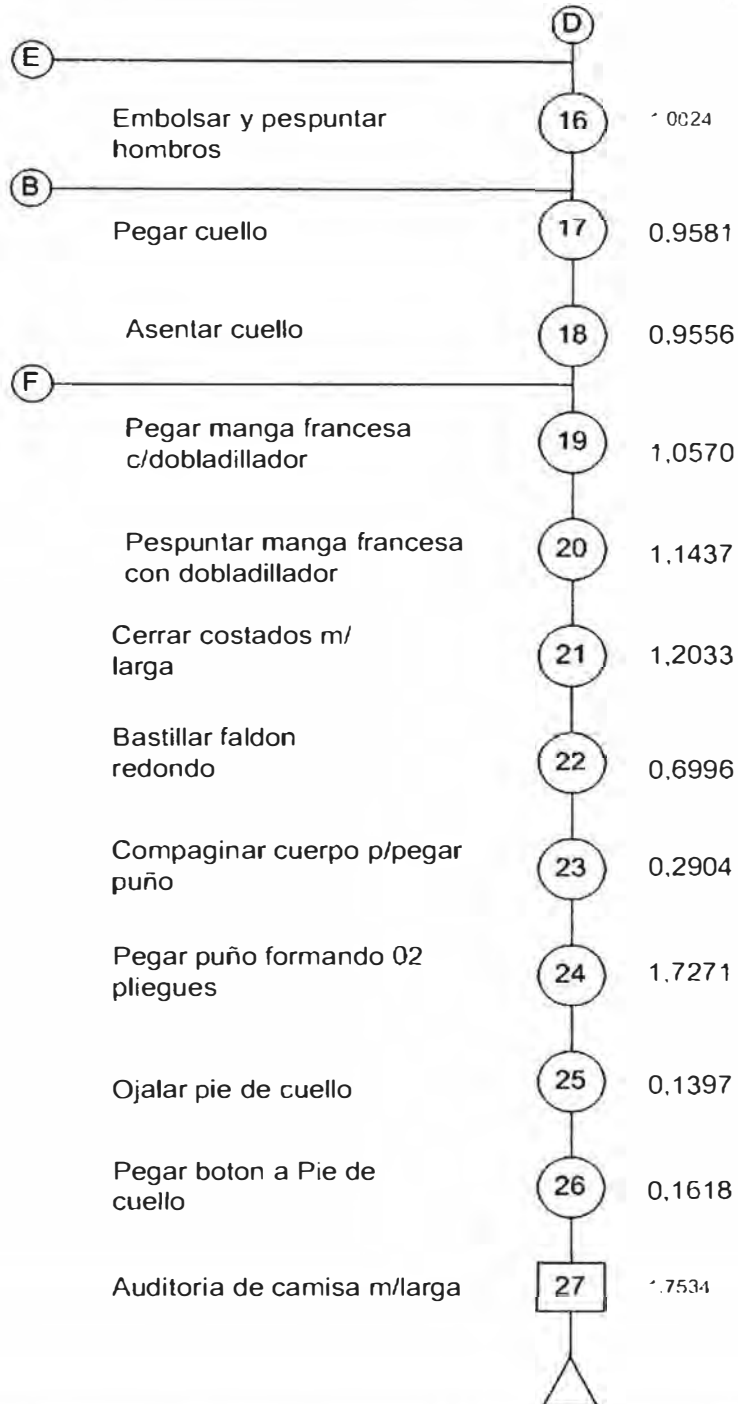 D
E
Embolsar y pespuntar
hombros
16
B
Pegar cuello
17
0,9581
Asentar cuello
18
0,9556
F
Pegar manga francesa
c/dobladillador
19
1,0570
Pespuntar manga francesa
con dobladillador
20
1,1437
Cerrar costados m/
larga
21
1,2033
Bastillar faldon
redondo
22
0,6996
Compaginar cuerpo p/pegar
puño
23
0,2904
Pegar puño formando 02
pliegues
24
1,7271
Ojalar pie de cuello
25
0,1397
Pegar boton a Pie de
cuello
26
0,1618
Auditoria de camisa m/larga
27